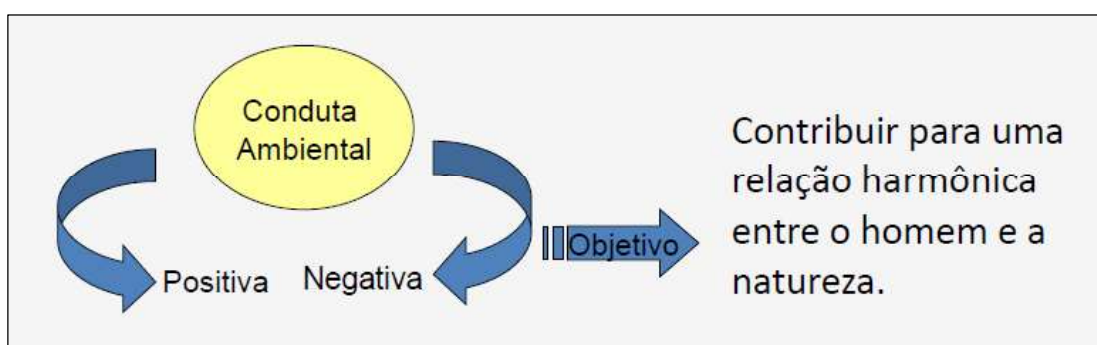 Conduta
Ambiental
Positiva
Negativa
Objetivo
Contribuir para uma
relação harmônica
entre o homem e a
natureza.